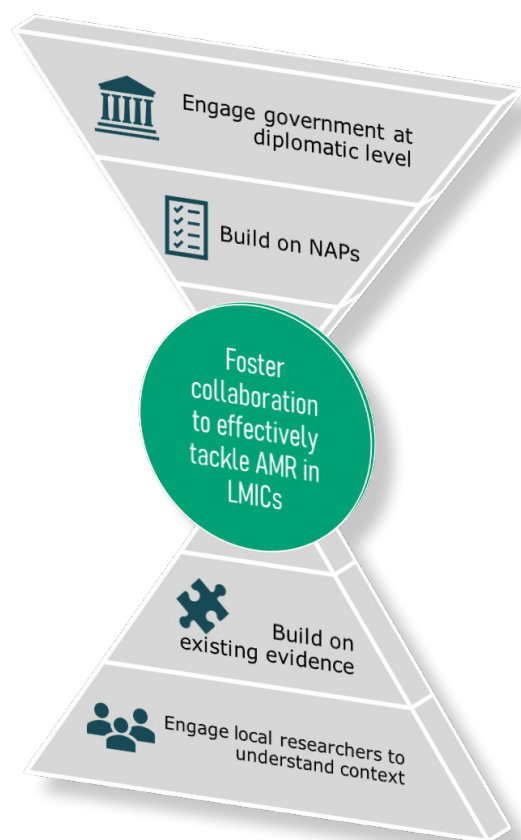 Engage government at
diplomatic level
Build on NAPs
Foster
collaboration
to effectively
tackle AMR in
LMICs
Build on
existing evidence
Engage local researchers to
understand context